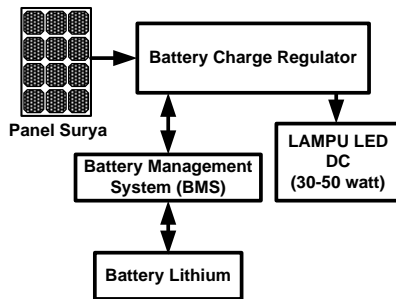 Battery Charge Regulator
Panel Surya
LAMPU LED
DC
(30-50 watt)
Battery Management
System (BMS)
Battery Lithium